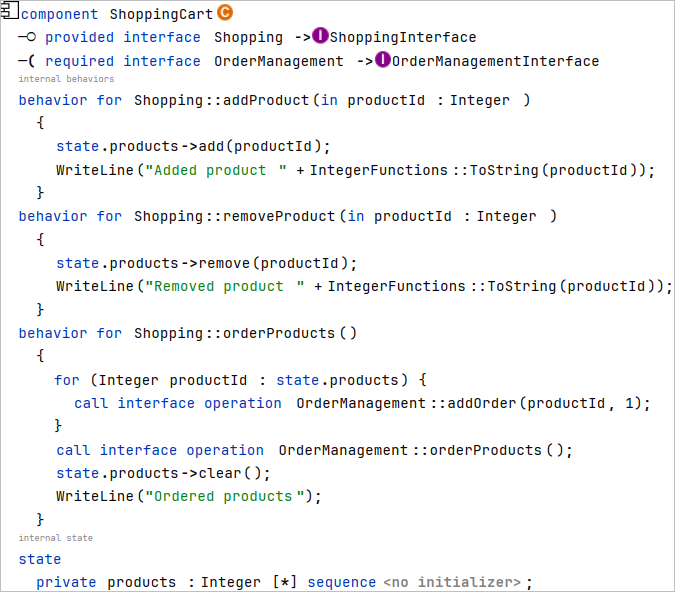 component ShoppingCart C
—O provided interface Shopping ->I ShoppingInterface
—( required interface OrderManagement ->I OrderManagementInterface
internal behaviors
behavior for Shopping::addProduct(in productId : Integer )
{
state.products->add(productId);
WriteLine("Added product " + IntegerFunctions::ToString(productId));
}
behavior for Shopping::removeProduct(in productId : Integer )
{
state.products->remove(productId);
WriteLine("Removed product " + IntegerFunctions::ToString(productId));
}
behavior for Shopping::orderProducts()
{
for (Integer productId : state.products) {
call interface operation OrderManagement::addOrder(productId, 1);
}
call interface operation OrderManagement::orderProducts();
state.products->clear();
WriteLine("Ordered products");
}
internal state
state
private products : Integer [*] sequence <no initializer>;